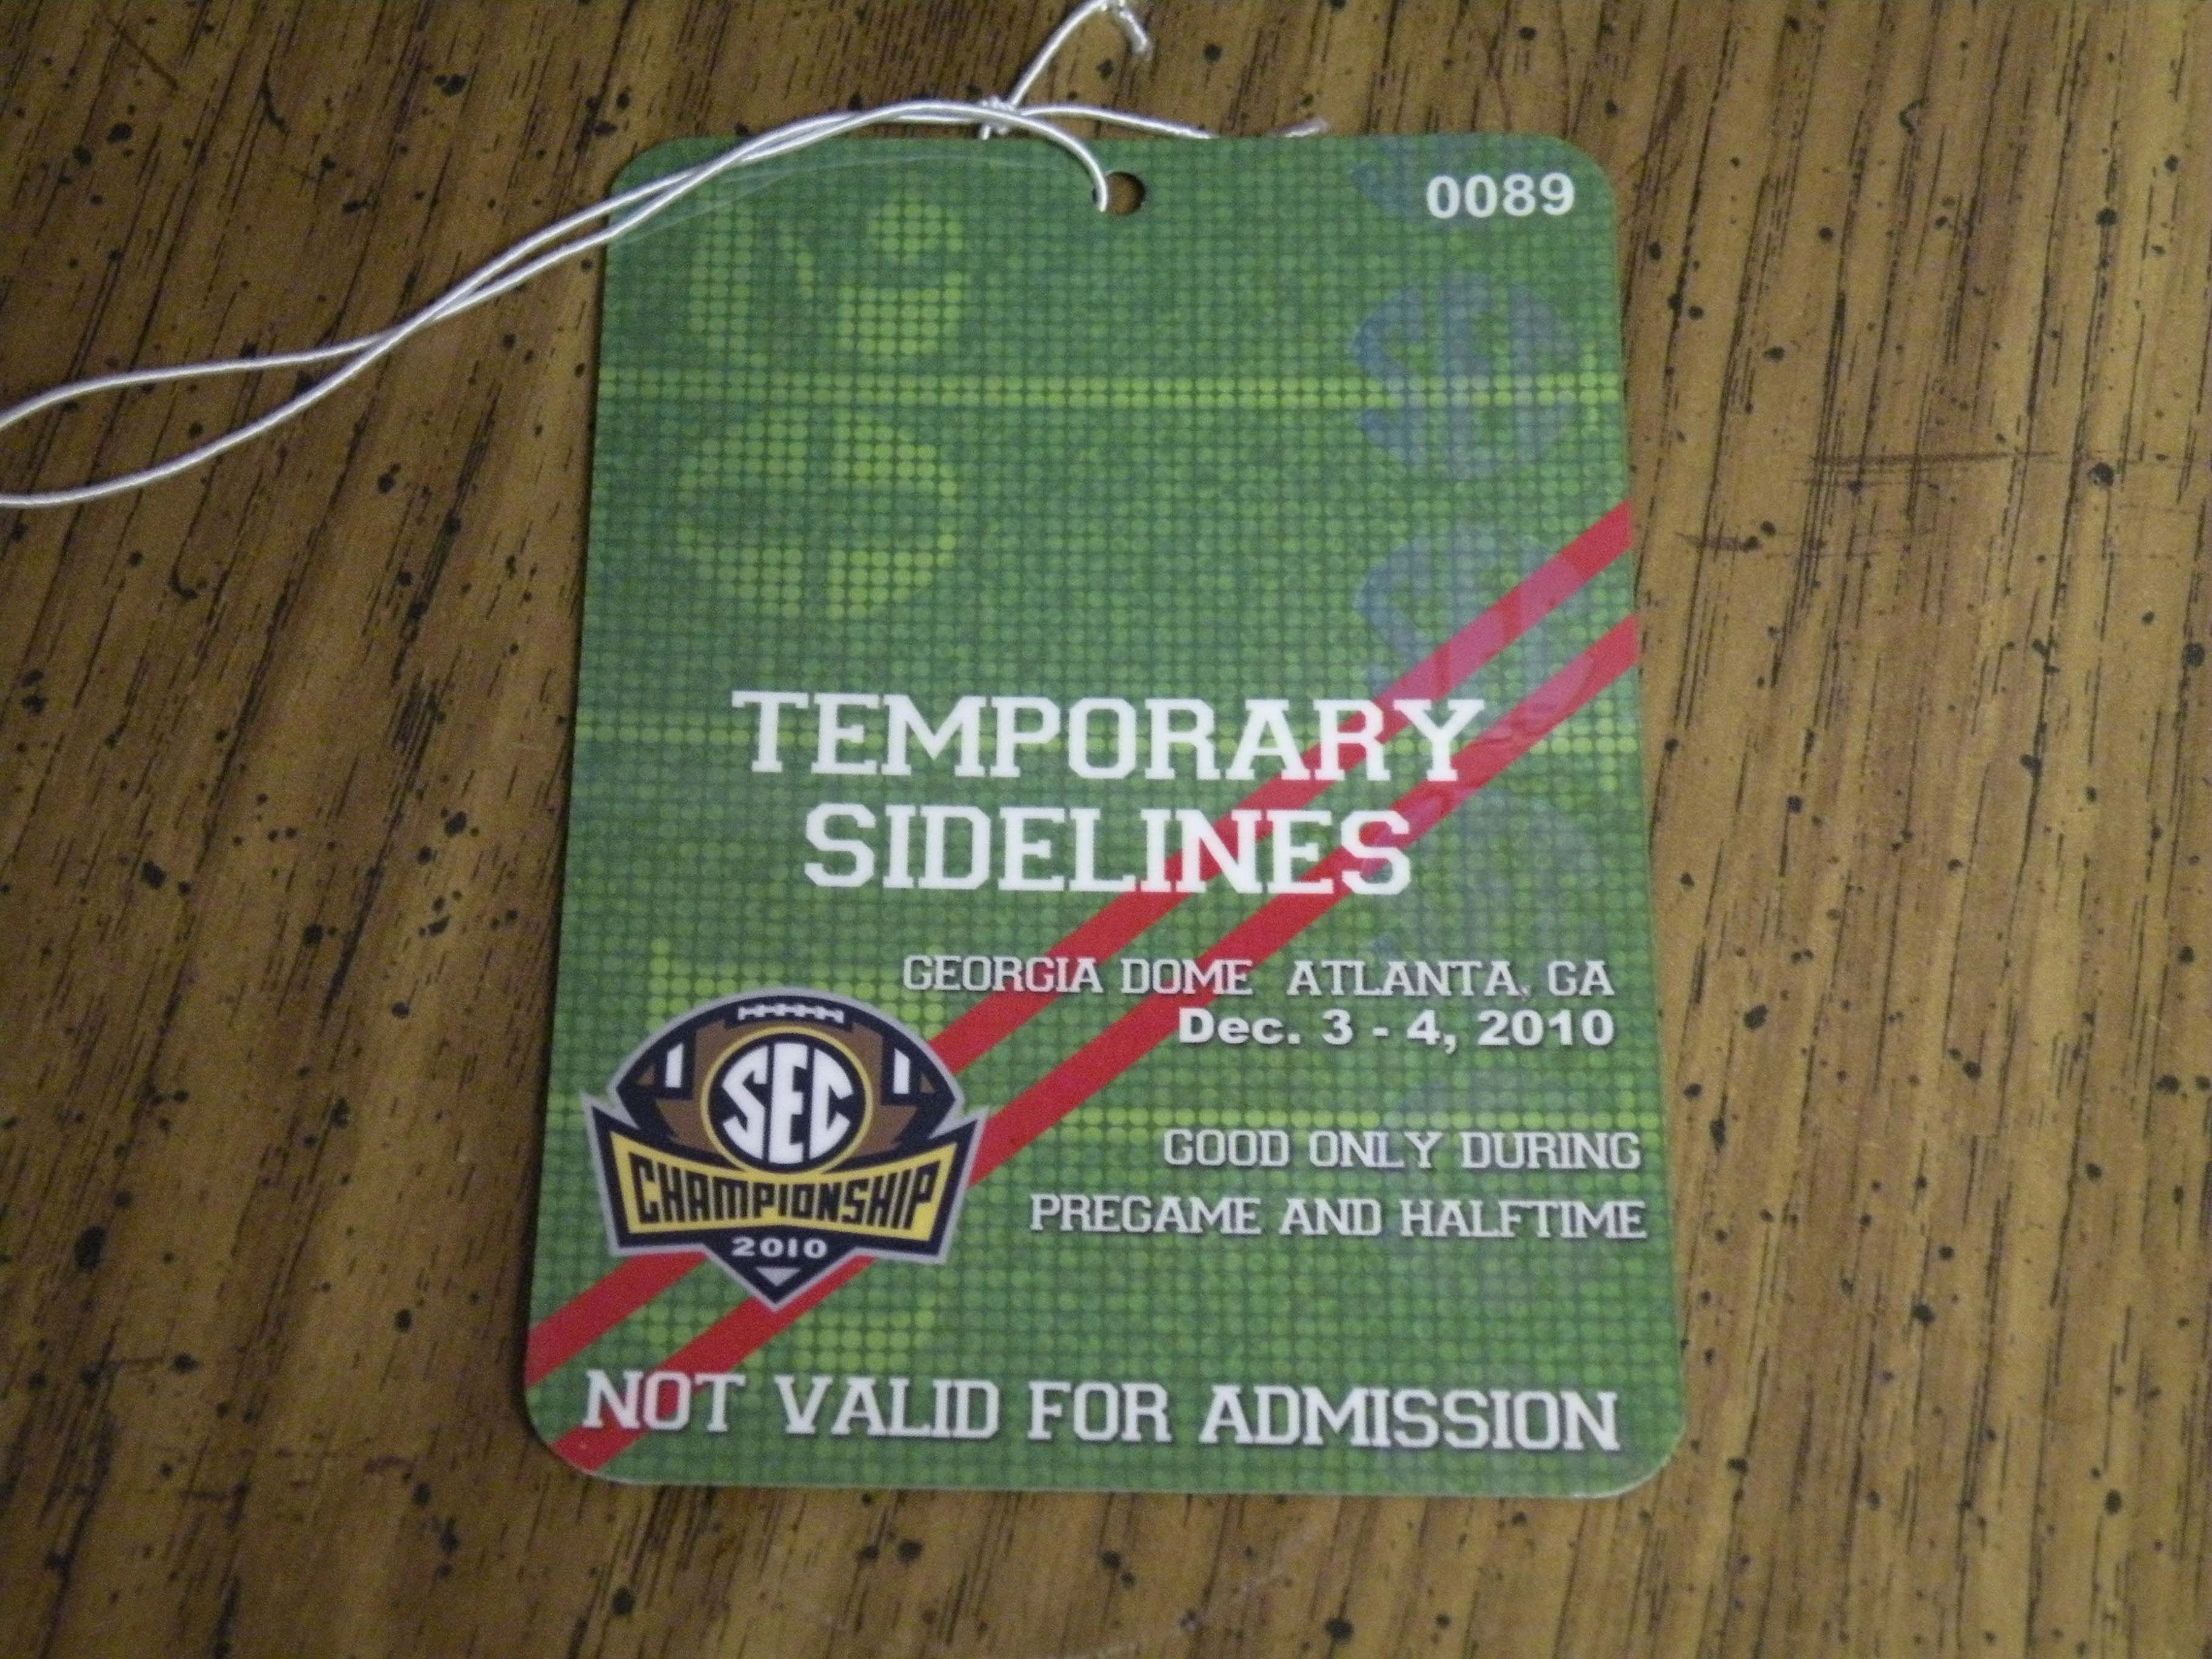 0089
TEMPORARY
SIDELINES
GEORGIA DOME ATLANTA, GA
Dec. 3 - 4, 2010
SEC
CHAMPIONSHIP
2010
GOOD ONLY DURING
PREGAME AND HALFTIME
NOT VALID FOR ADMISSION